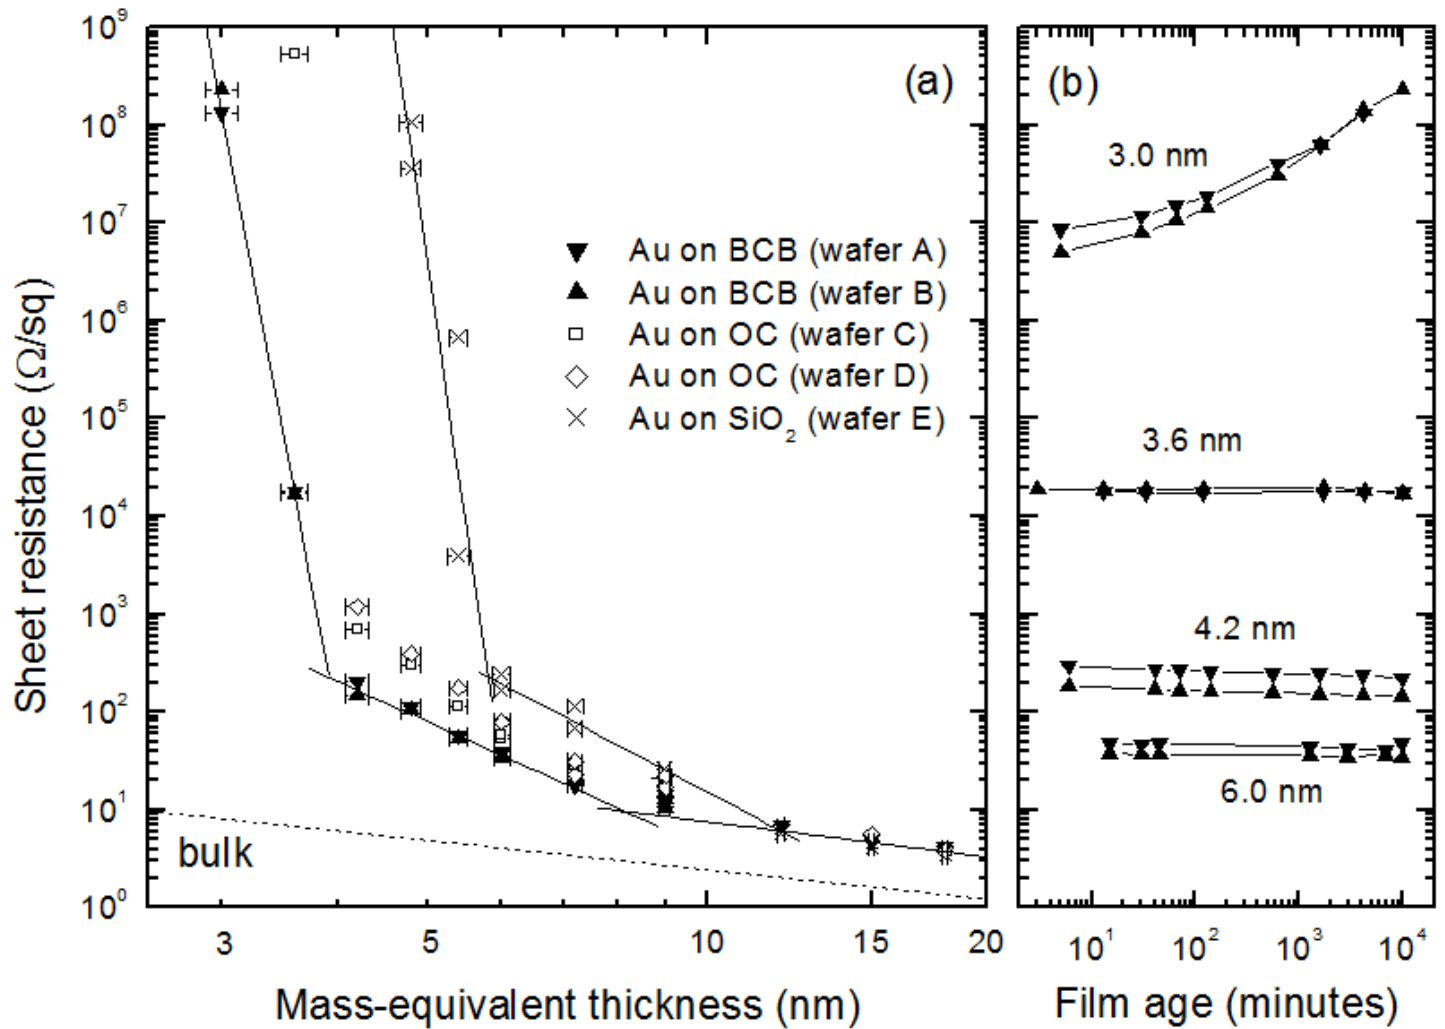 Sheet resistance (Ω/sq)
10⁹
10⁸
10⁷
10⁶
10⁵
10⁴
10³
10²
10¹
10⁰
(a)
Au on BCB (wafer A)
Au on BCB (wafer B)
Au on OC (wafer C)
Au on OC (wafer D)
Au on SiO₂ (wafer E)
bulk
3 5 10 15 20
Mass-equivalent thickness (nm)
(b)
3.0 nm
3.6 nm
4.2 nm
6.0 nm
10¹ 10² 10³ 10⁴
Film age (minutes)